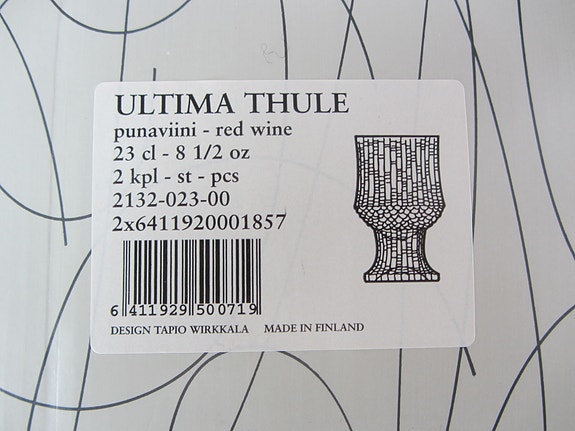 ULTIMA THULE
punaviini - red wine
23 cl - 8 1/2 oz
2 kpl - st - pcs
2132-023-00
2x6411920001857
6 411929 500719
DESIGN TAPIO WIRKKALA MADE IN FINLAND